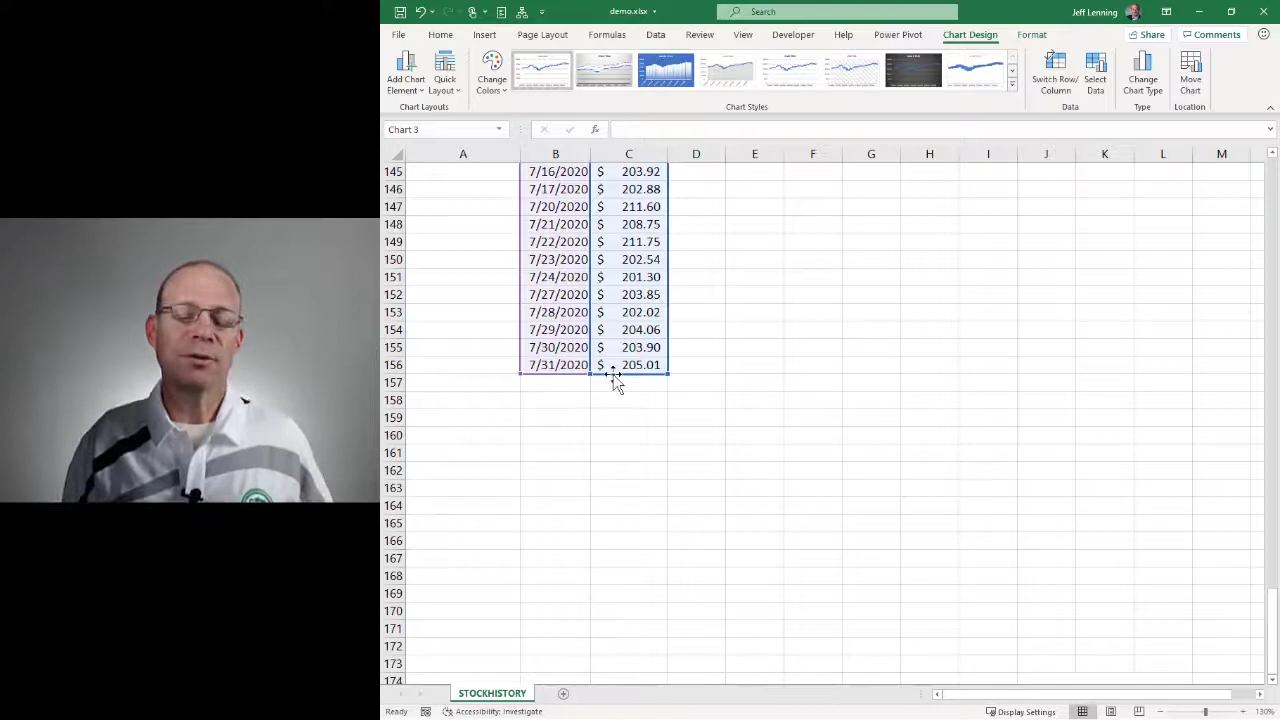 demo.xlsx
Search
Jeff Lenning
File Home Insert Page Layout Formulas Data Review View Developer Help Power Pivot Chart Design Format Share Comments
Add Chart Element
Quick Layout
Change Colors
Switch Row/ Column
Select Data
Change Chart Type
Move Chart
Chart Layouts
Chart Styles
Data
Type
Location
Chart 3
A B C D E F G H I J K L M
145 7/16/2020 $ 203.92
146 7/17/2020 $ 202.88
147 7/20/2020 $ 211.60
148 7/21/2020 $ 208.75
149 7/22/2020 $ 211.75
150 7/23/2020 $ 202.54
151 7/24/2020 $ 201.30
152 7/27/2020 $ 203.85
153 7/28/2020 $ 202.02
154 7/29/2020 $ 204.06
155 7/30/2020 $ 203.90
156 7/31/2020 $ 205.01
157
158
159
160
161
162
163
164
165
166
167
168
169
170
171
172
173
174
STOCKHISTORY
Ready
Accessibility: Investigate
Display Settings
130%